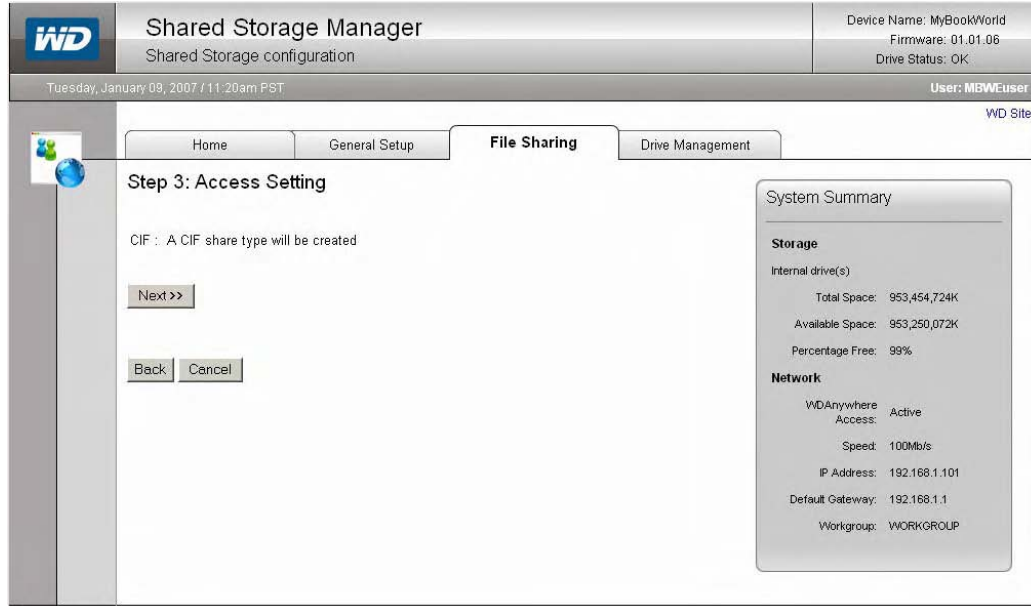 WD
Shared Storage Manager
Shared Storage configuration
Device Name: MyBookWorld
Firmware: 01.01.06
Drive Status: OK
Tuesday, January 09, 2007 / 11:20am PST
User: MBWEuser
WD Site
Home
General Setup
File Sharing
Drive Management
Step 3: Access Setting
CIF : A CIF share type will be created
Next >>
Back
Cancel
System Summary
Storage
Internal drive(s)
Total Space: 953,454,724K
Available Space: 953,250,072K
Percentage Free: 99%
Network
WDAnywhere
Access: Active
Speed: 100Mb/s
IP Address: 192.168.1.101
Default Gateway: 192.168.1.1
Workgroup: WORKGROUP